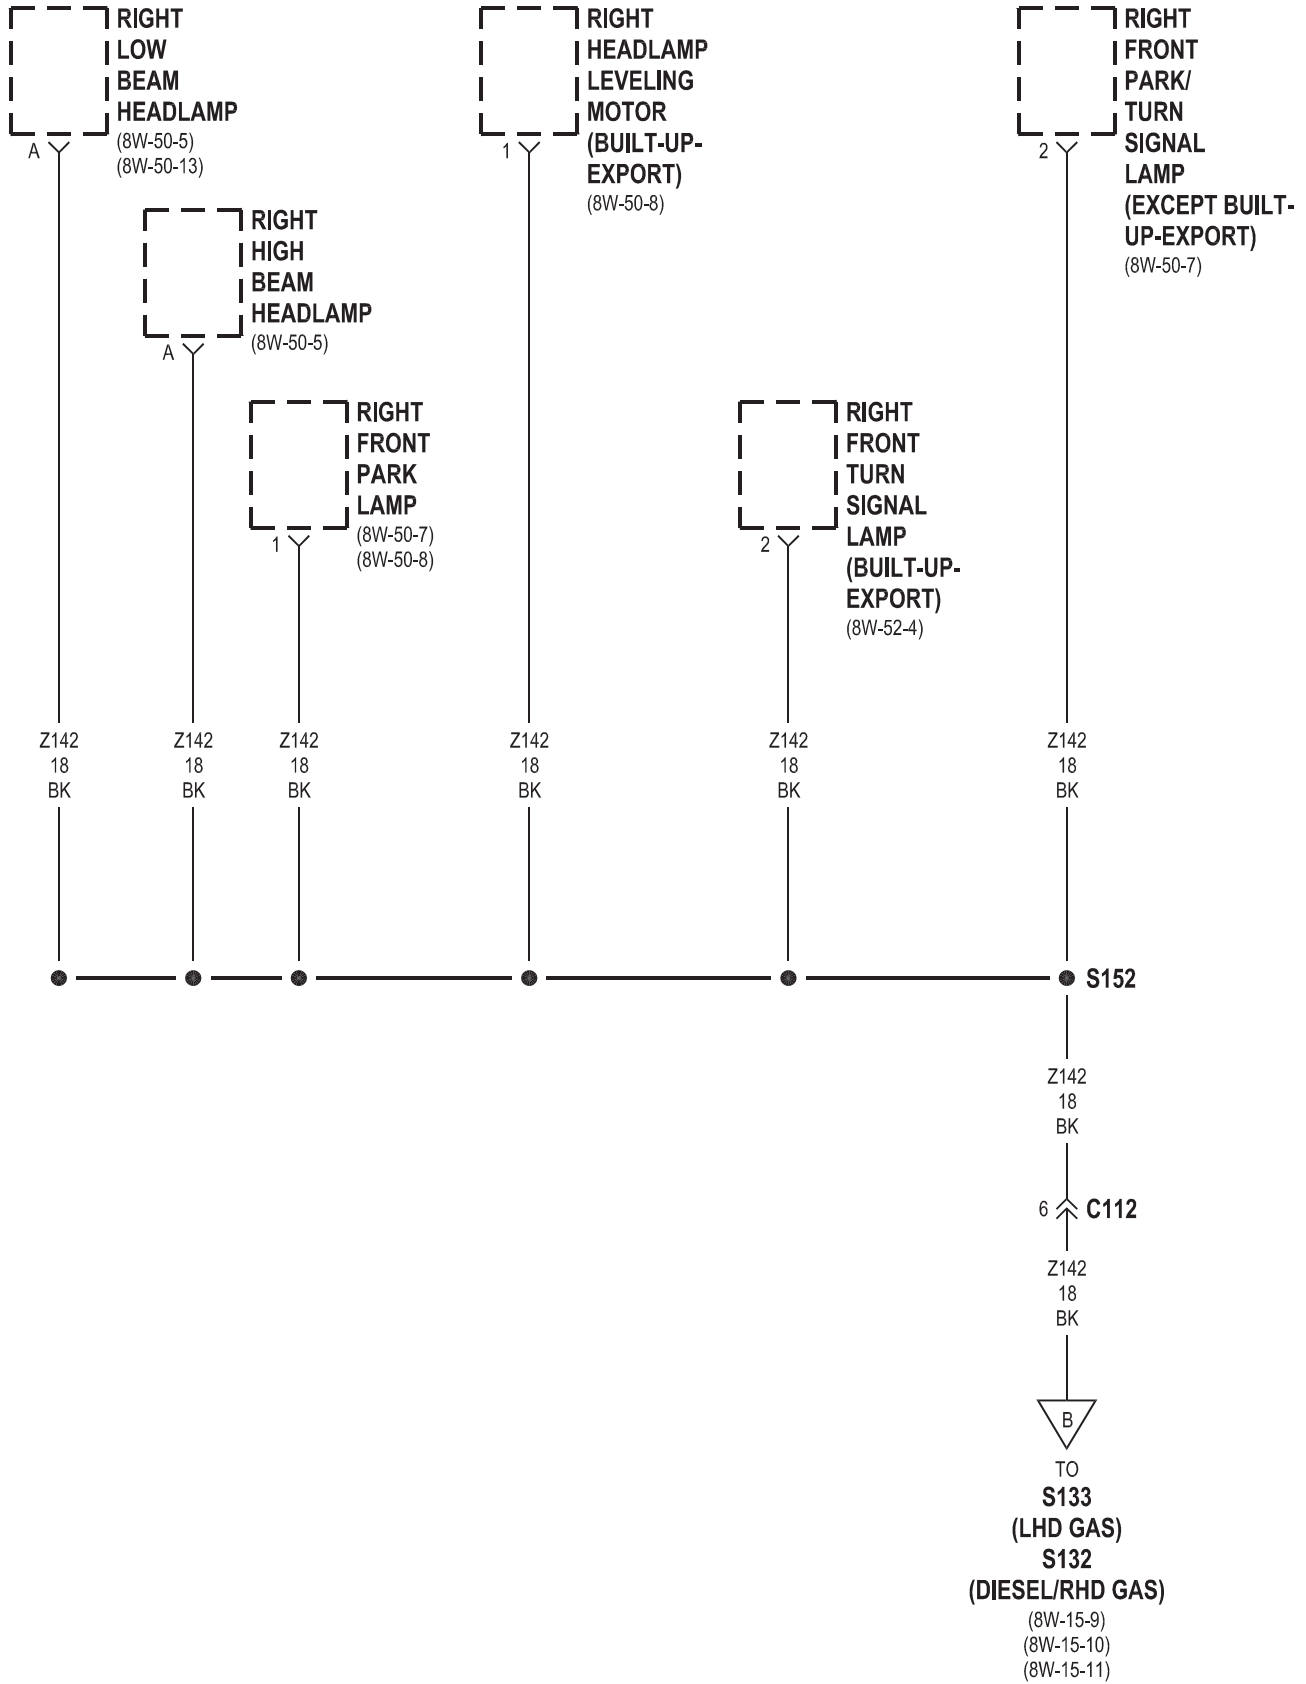 RIGHT
LOW
BEAM
HEADLAMP
(8W-50-5)
(8W-50-13)
A
RIGHT
HEADLAMP
LEVELING
MOTOR
(BUILT-UP-
EXPORT)
(8W-50-8)
1
RIGHT
FRONT
PARK/
TURN
SIGNAL
LAMP
(EXCEPT BUILT-
UP-EXPORT)
(8W-50-7)
2
RIGHT
HIGH
BEAM
HEADLAMP
(8W-50-5)
A
RIGHT
FRONT
PARK
LAMP
(8W-50-7)
(8W-50-8)
1
RIGHT
FRONT
TURN
SIGNAL
LAMP
(BUILT-UP-
EXPORT)
(8W-52-4)
2
Z142
18
BK
Z142
18
BK
Z142
18
BK
Z142
18
BK
Z142
18
BK
Z142
18
BK
S152
Z142
18
BK
6 C112
Z142
18
BK
B
TO
S133
(LHD GAS)
S132
(DIESEL/RHD GAS)
(8W-15-9)
(8W-15-10)
(8W-15-11)